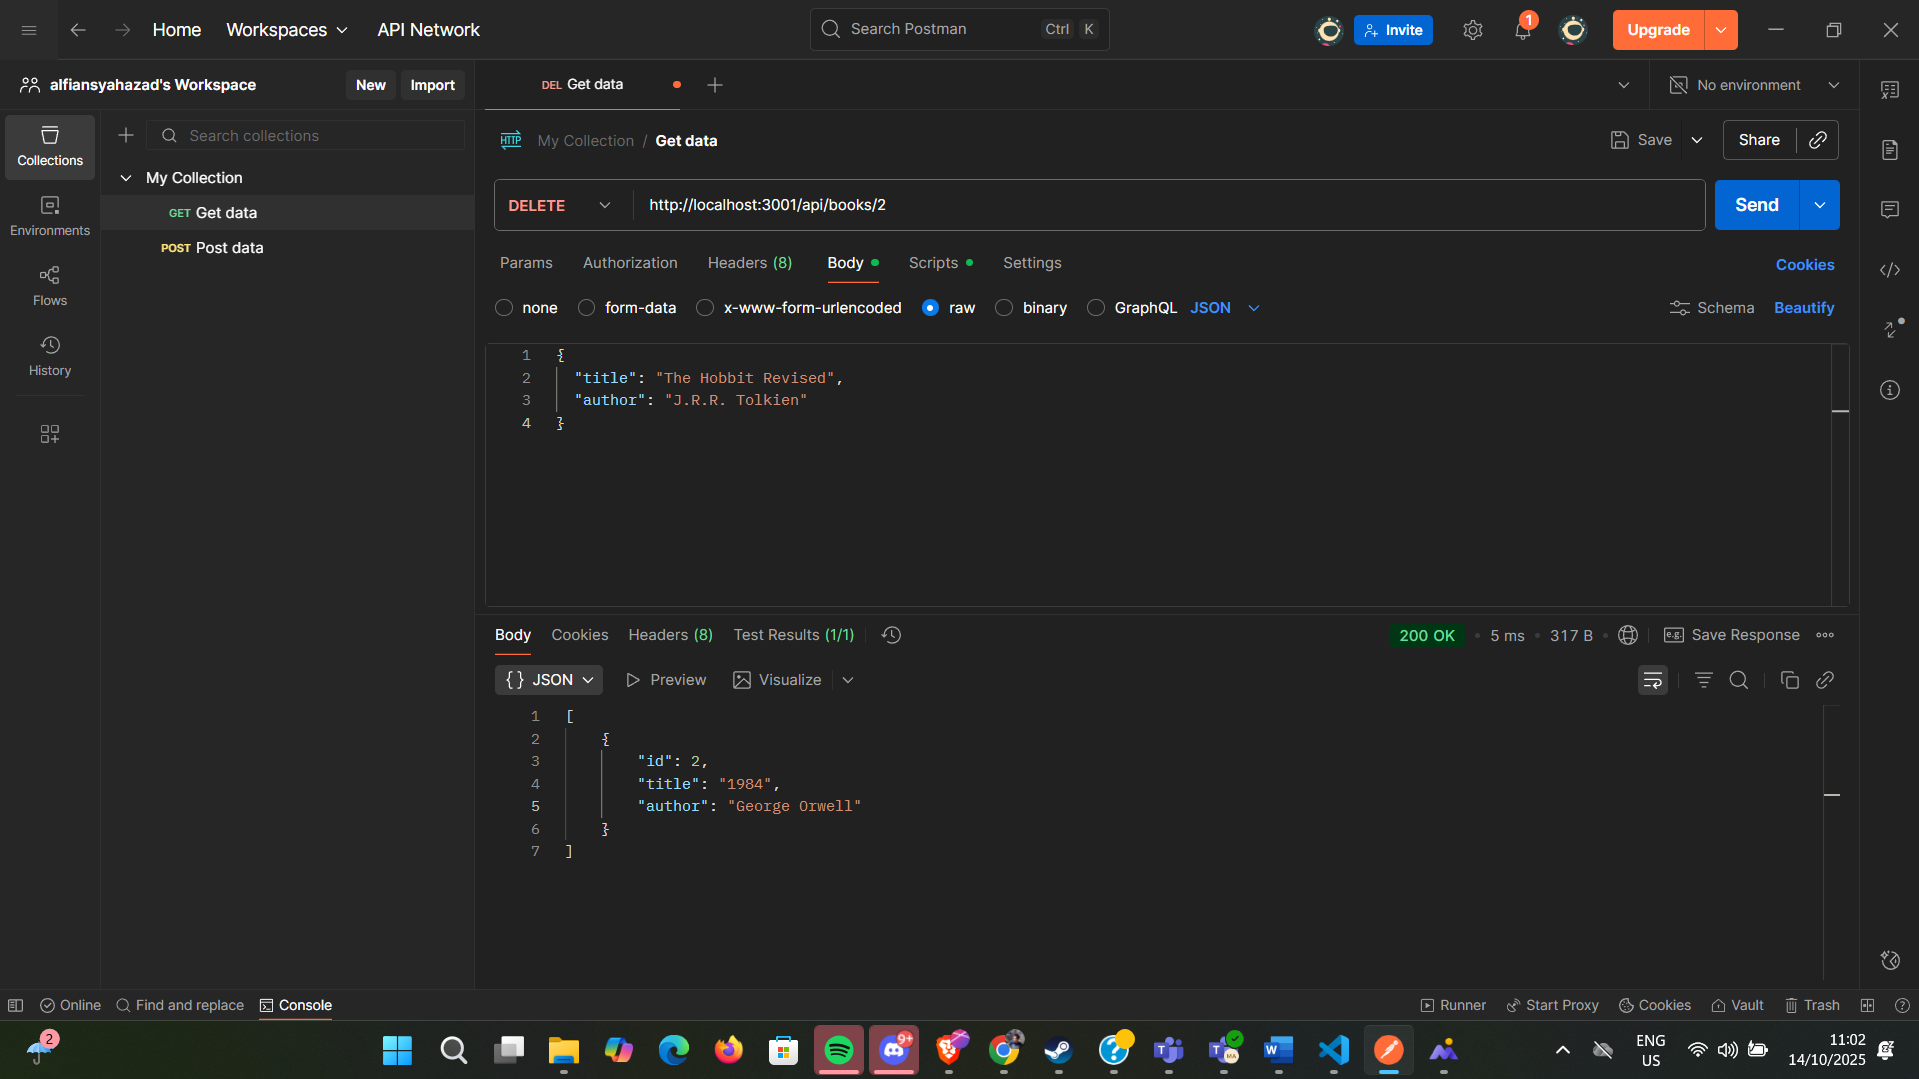 Home
Workspaces
API Network
Search Postman
Ctrl
K
Invite
1
Upgrade
alfiansyahazad's Workspace
New
Import
DEL Get data
No environment
Collections
Environments
Flows
History
Search collections
My Collection
GET Get data
POST Post data
HTTP
My Collection / Get data
Save
Share
DELETE
http://localhost:3001/api/books/2
Send
Params
Authorization
Headers (8)
Body
Scripts
Settings
Cookies
none
form-data
x-www-form-urlencoded
raw
binary
GraphQL
JSON
Schema
Beautify
1 {
2 "title": "The Hobbit Revised",
3 "author": "J.R.R. Tolkien"
4 }
Body
Cookies
Headers (8)
Test Results (1/1)
200 OK
5 ms
317 B
e.g.
Save Response
{} JSON
Preview
Visualize
1 [
2 {
3 "id": 2,
4 "title": "1984",
5 "author": "George Orwell"
6 }
7 ]
Online
Find and replace
Console
Runner
Start Proxy
Cookies
Vault
Trash
2
9+
ENG
US
11:02
14/10/2025